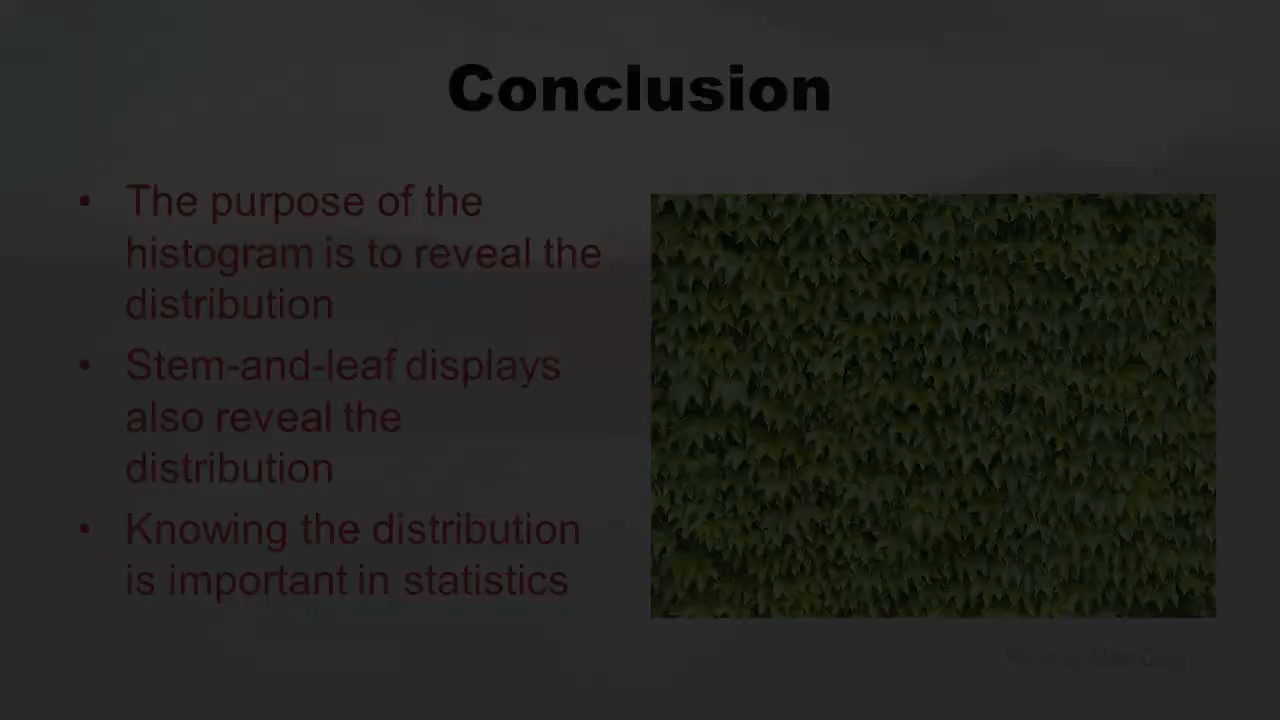 Conclusion
• The purpose of the
histogram is to reveal the
distribution
• Stem-and-leaf displays
also reveal the
distribution
• Knowing the distribution
is important in statistics